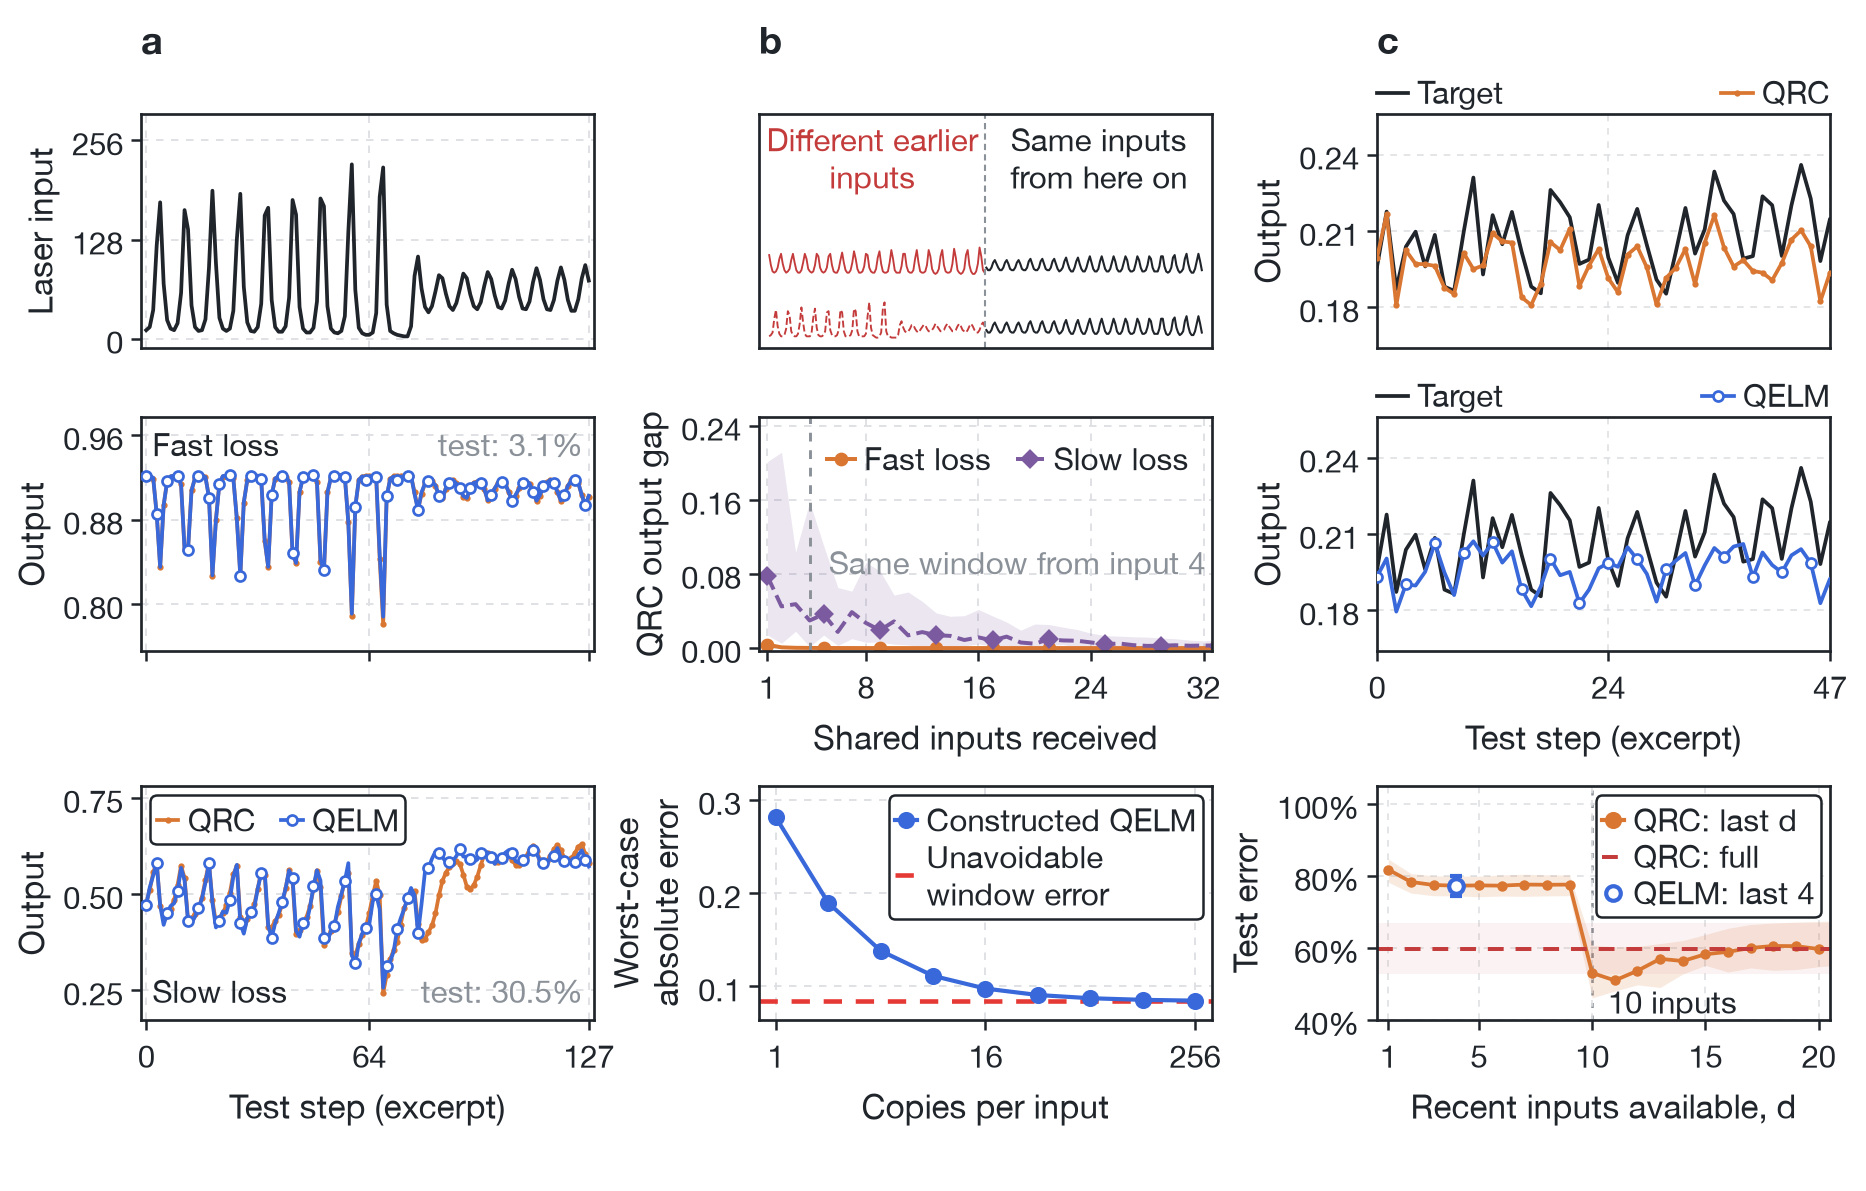 a
256
128
0
Laser input
Fast loss
test: 3.1%
0.96
0.88
0.80
Output
QRC
QELM
0.75
0.50
0.25
Output
Slow loss
test: 30.5%
0
64
127
Test step (excerpt)
b
Different earlier
inputs
Same inputs
from here on
0.24
0.16
0.08
0.00
QRC output gap
Fast loss
Slow loss
Same window from input 4
1
8
16
24
32
Shared inputs received
0.3
0.2
0.1
Worst-case
absolute error
Constructed QELM
Unavoidable
window error
1
16
256
Copies per input
c
Target
QRC
0.24
0.21
0.18
Output
Target
QELM
0.24
0.21
0.18
Output
0
24
47
Test step (excerpt)
100%
80%
60%
40%
Test error
QRC: last d
QRC: full
QELM: last 4
10 inputs
1
5
10
15
20
Recent inputs available, d